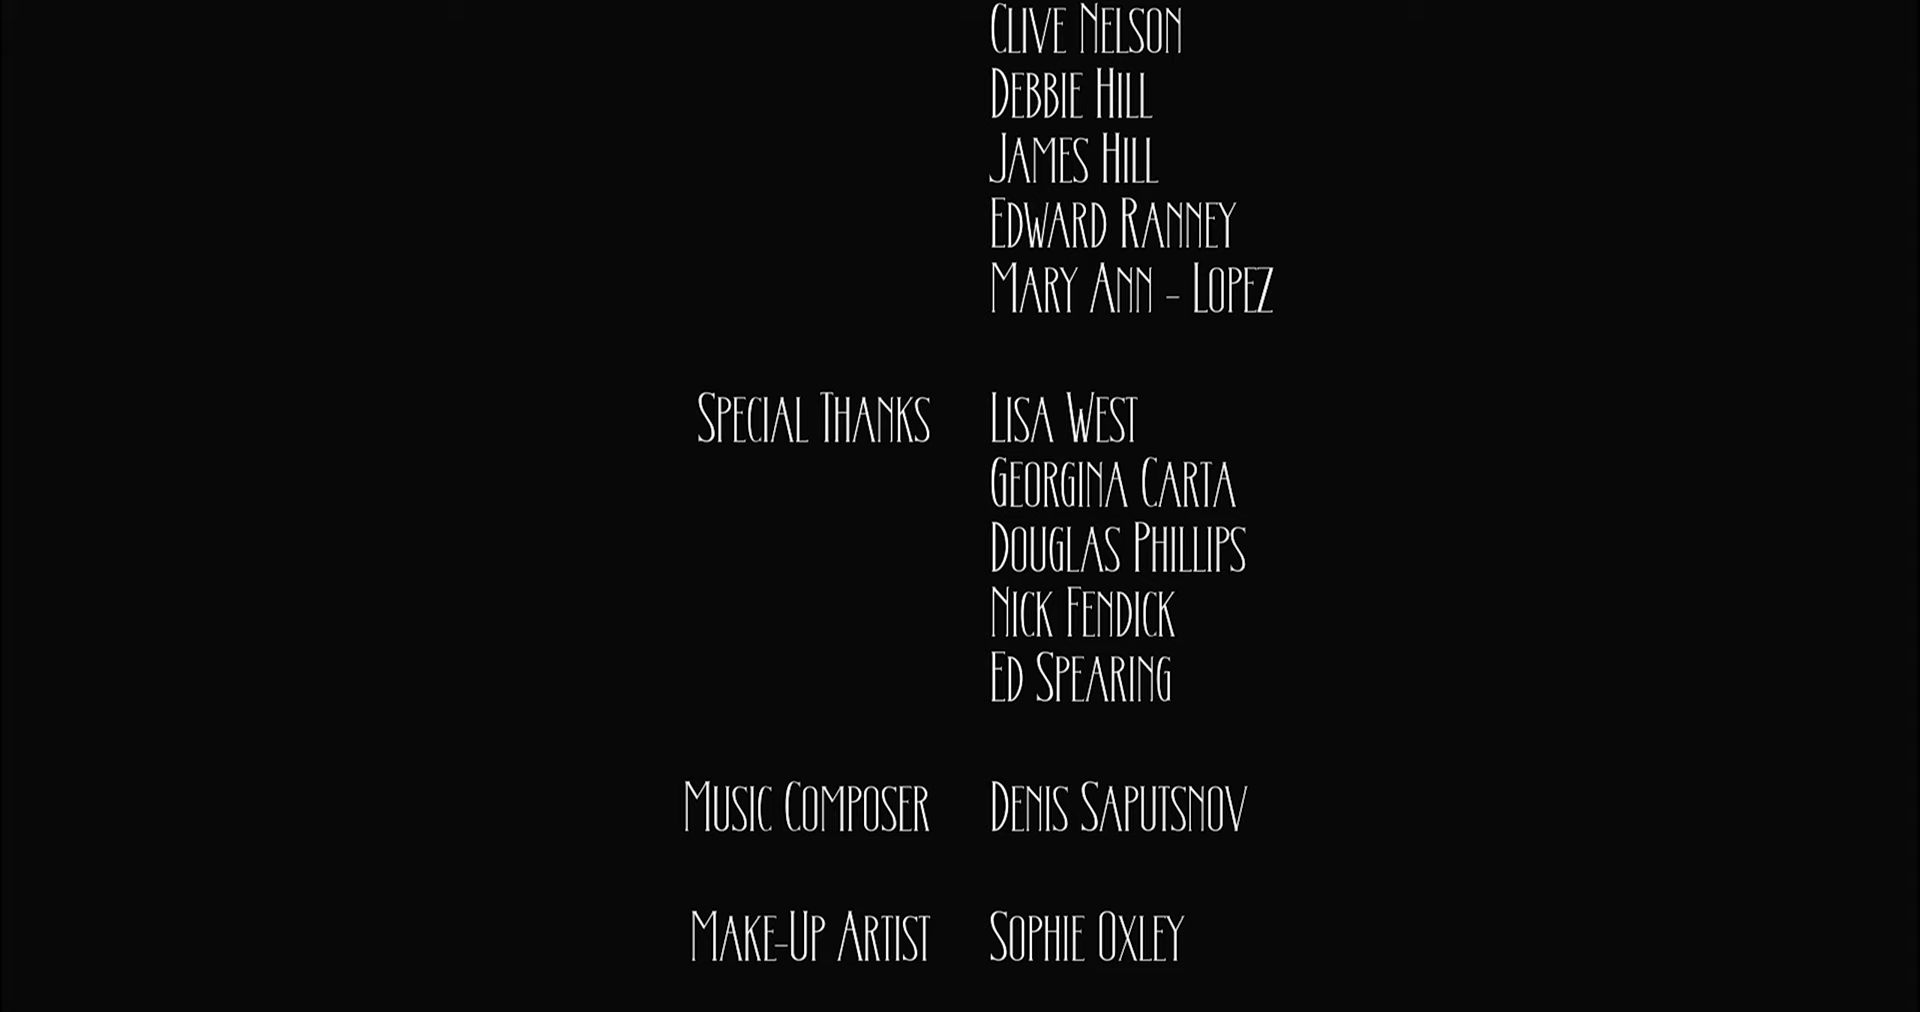 Clive Nelson
Debbie Hill
James Hill
Edward Ranney
Mary Ann - Lopez
Special Thanks Lisa West
Georgina Carta
Douglas Phillips
Nick Fendick
Ed Spearing
Music Composer Denis Saputsnov
Make-Up Artist Sophie Oxley